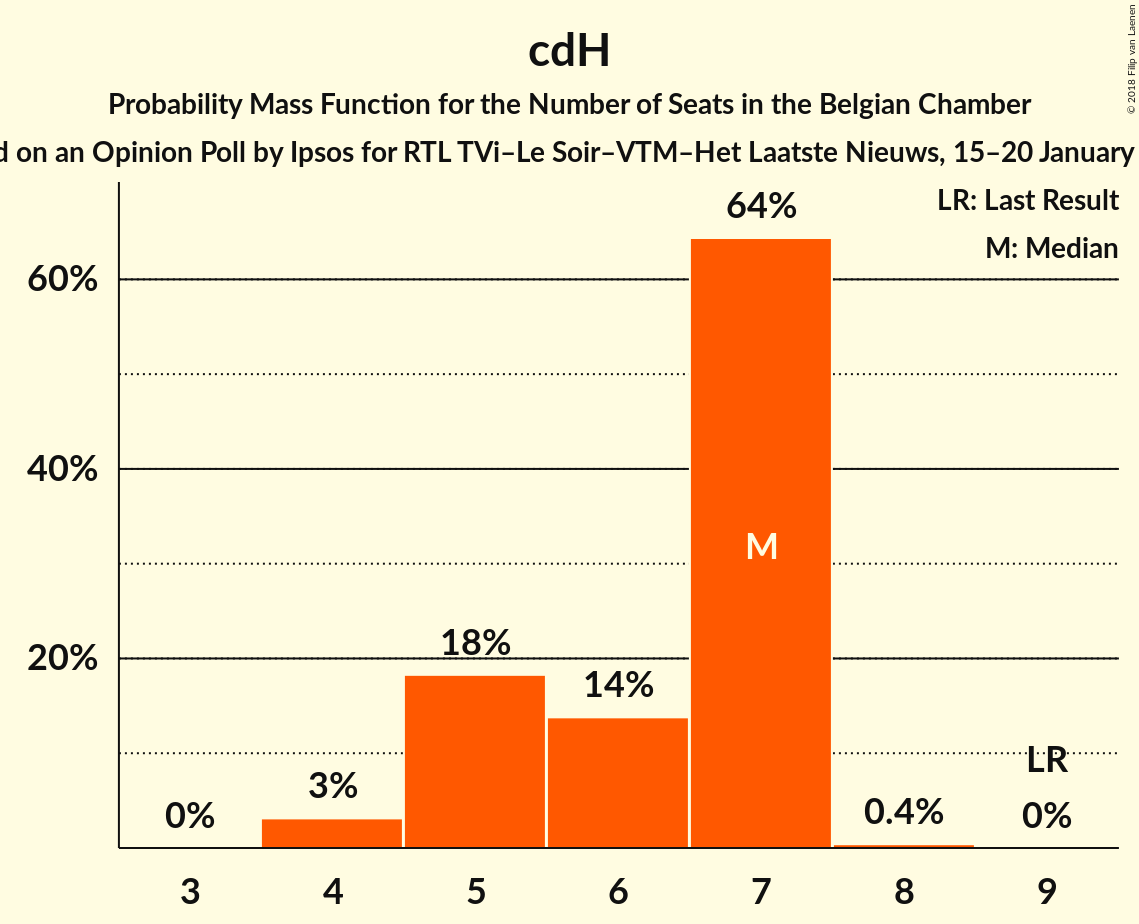 cdH
Probability Mass Function for the Number of Seats in the Belgian Chamber
d on an Opinion Poll by Ipsos for RTL TVi–Le Soir–VTM–Het Laatste Nieuws, 15–20 January
© 2018 Filip van Laenen
LR: Last Result
M: Median
60%
40%
20%
0%
3%
18%
14%
64%
M
0.4%
LR
0%
3
4
5
6
7
8
9